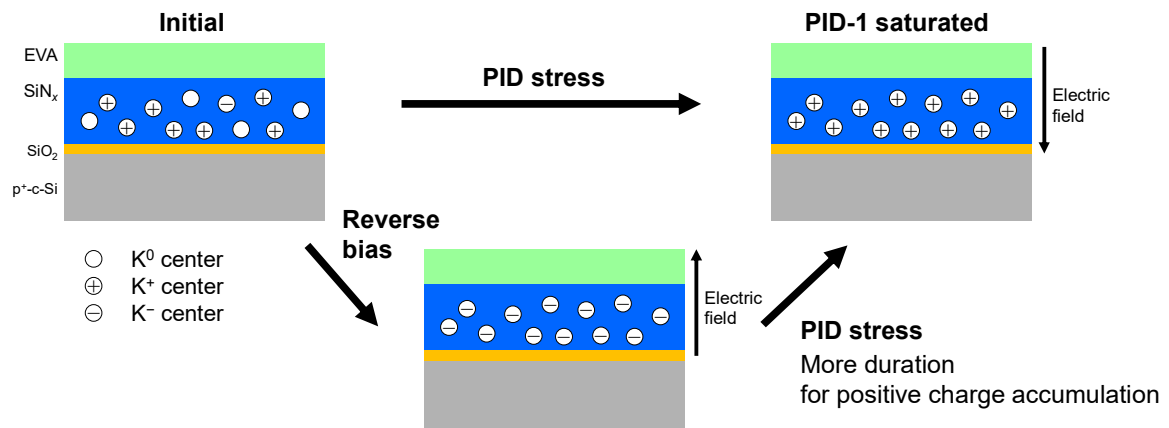 Initial
PID-1 saturated
EVA
SiNₓ
SiO₂
p⁺-c-Si
PID stress
Electric
field
Reverse
bias
K⁰ center
K⁺ center
K⁻ center
Electric
field
PID stress
More duration
for positive charge accumulation